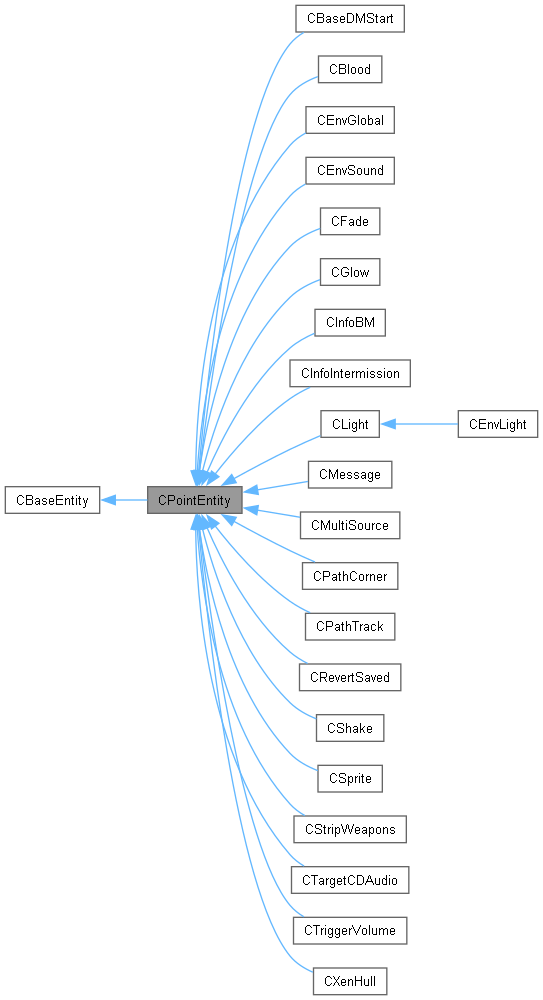 CBaseDMStart
CBlood
CEnvGlobal
CEnvSound
CFade
CGlow
CInfoBM
CInfoIntermission
CLight
CEnvLight
CMessage
CBaseEntity
CPointEntity
CMultiSource
CPathCorner
CPathTrack
CRevertSaved
CShake
CSprite
CStripWeapons
CTargetCDAudio
CTriggerVolume
CXenHull